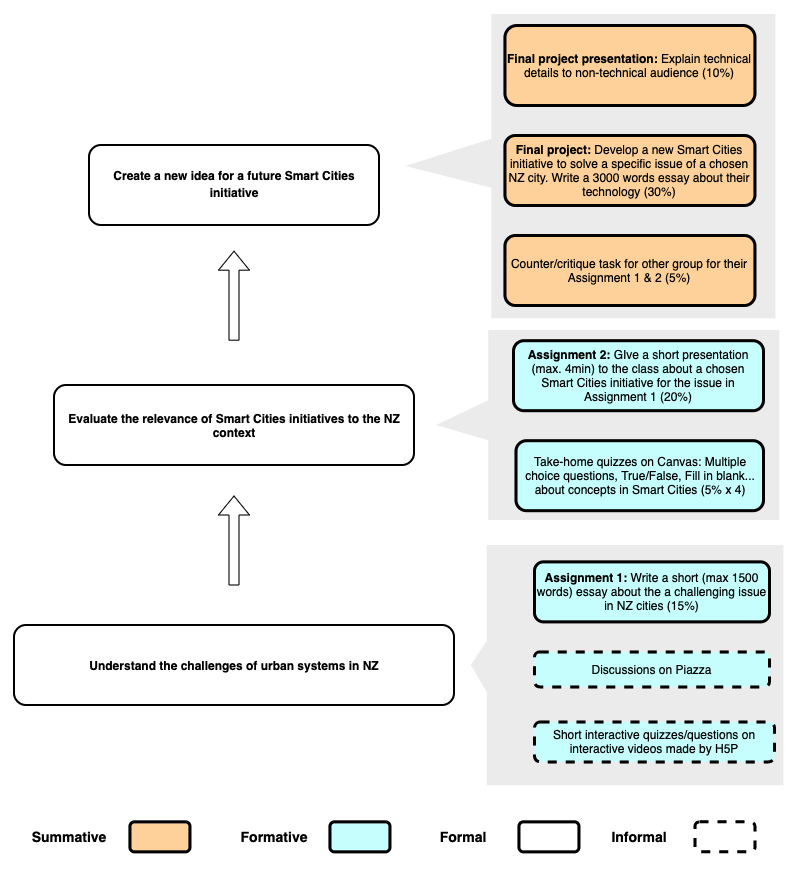 Final project presentation: Explain technical
details to non-technical audience (10%)
Final project: Develop a new Smart Cities
initiative to solve a specific issue of a chosen
NZ city. Write a 3000 words essay about their
technology (30%)
Create a new idea for a future Smart Cities
initiative
Counter/critique task for other group for their
Assignment 1 & 2 (5%)
Assignment 2: GIve a short presentation
(max. 4min) to the class about a chosen
Smart Cities initiative for the issue in
Assignment 1 (20%)
Evaluate the relevance of Smart Cities initiatives to the NZ
context
Take-home quizzes on Canvas: Multiple
choice questions, True/False, Fill in blank...
about concepts in Smart Cities (5% x 4)
Assignment 1: Write a short (max 1500
words) essay about the a challenging issue
in NZ cities (15%)
Understand the challenges of urban systems in NZ
Discussions on Piazza
Short interactive quizzes/questions on
interactive videos made by H5P
Summative
Formative
Formal
Informal